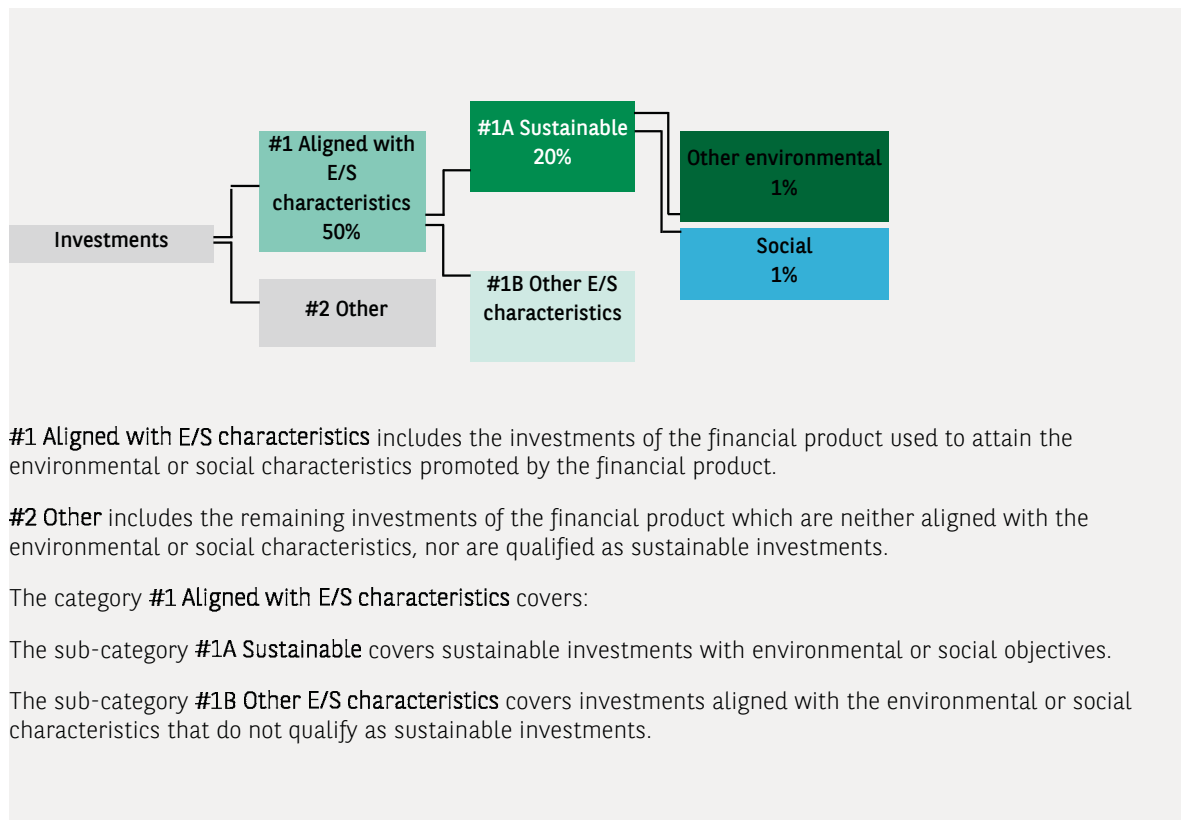 #1A Sustainable
20%
#1 Aligned with
E/S
characteristics
50%
Other environmental
1%
Investments
Social
1%
#2 Other
#1B Other E/S
characteristics
#1 Aligned with E/S characteristics includes the investments of the financial product used to attain the
environmental or social characteristics promoted by the financial product.
#2 Other includes the remaining investments of the financial product which are neither aligned with the
environmental or social characteristics, nor are qualified as sustainable investments.
The category #1 Aligned with E/S characteristics covers:
The sub-category #1A Sustainable covers sustainable investments with environmental or social objectives.
The sub-category #1B Other E/S characteristics covers investments aligned with the environmental or social
characteristics that do not qualify as sustainable investments.